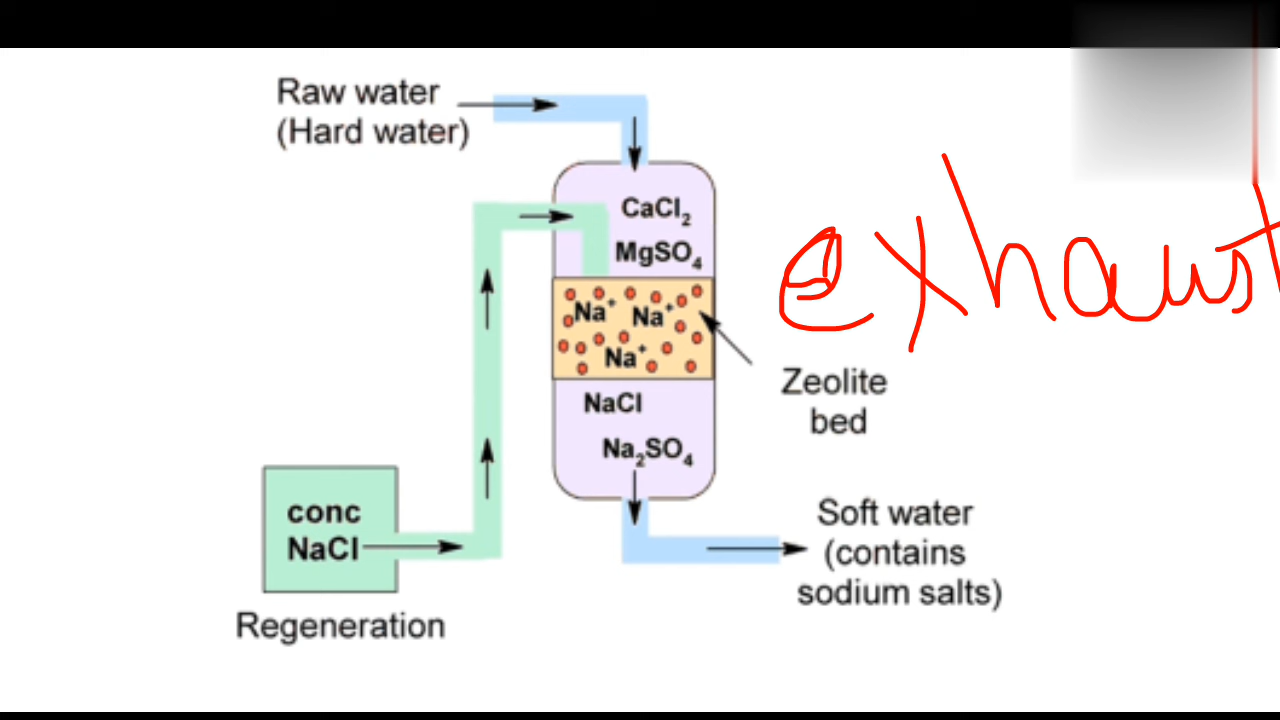 Raw water
(Hard water)
CaCl₂
MgSO₄
exhaust
Na⁺ Na⁺
Na⁺
Zeolite
bed
NaCl
Na₂SO₄
conc
NaCl
Regeneration
Soft water
(contains
sodium salts)